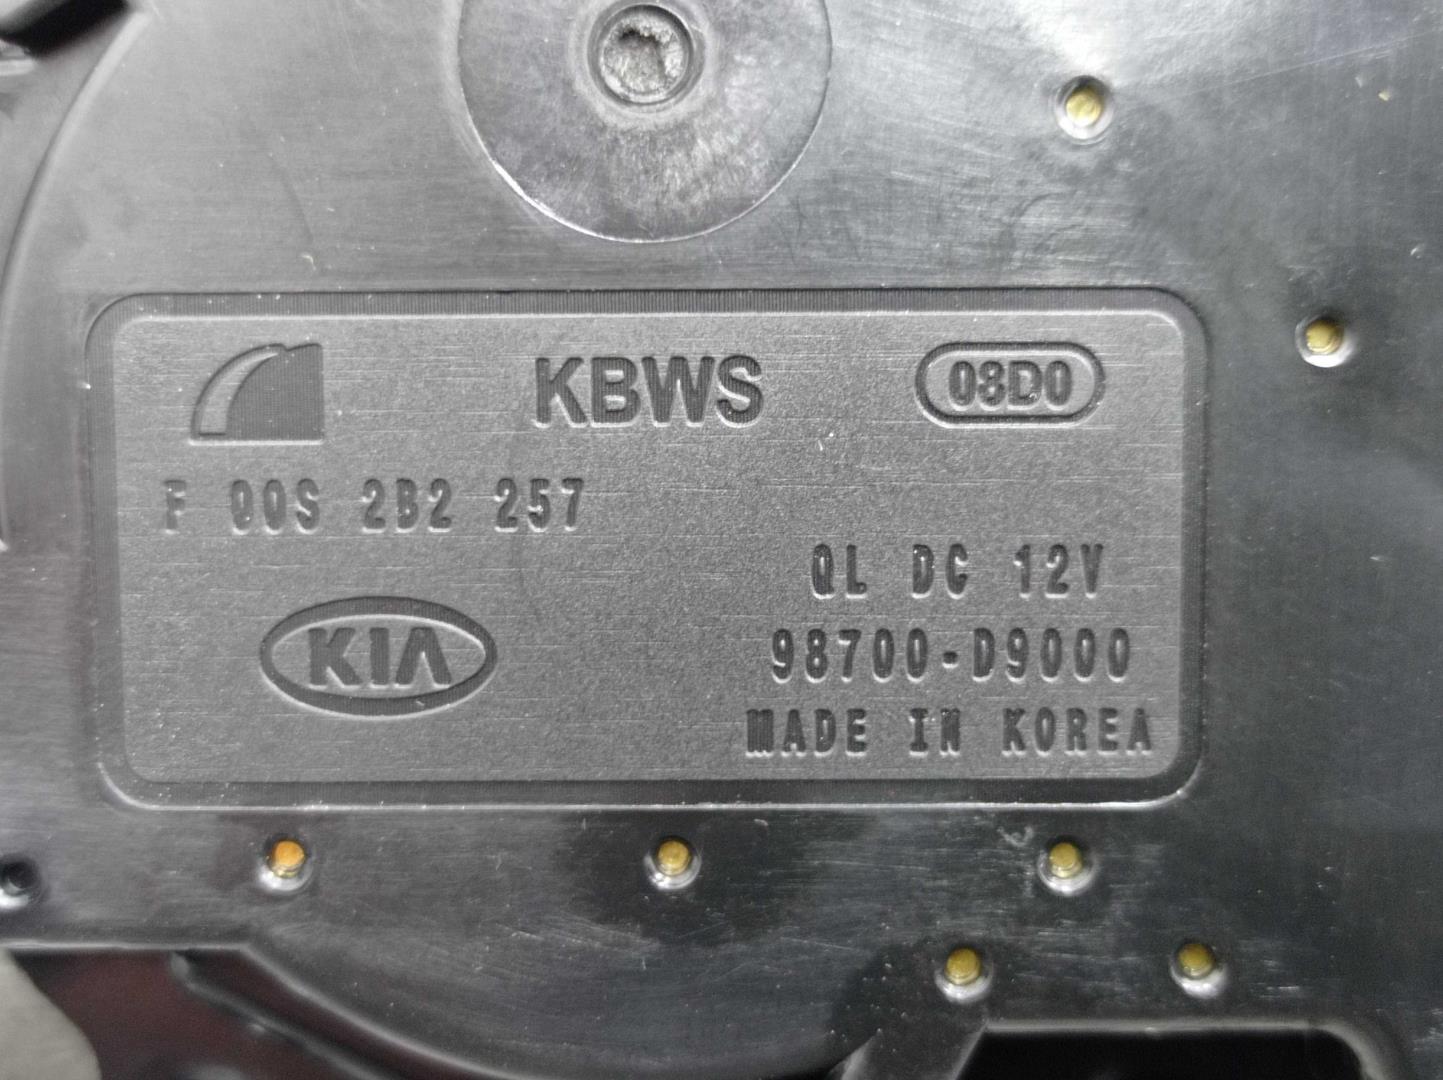 KBWS 08D0
F 00S 2B2 257
QL DC 12V
KIA 98700-D9000
MADE IN KOREA